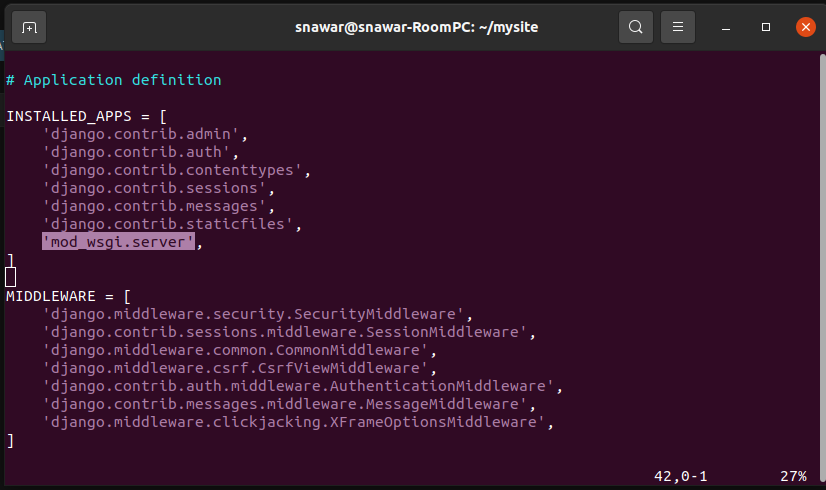 snawar@snawar-RoomPC: ~/mysite
# Application definition
INSTALLED_APPS = [
    'django.contrib.admin',
    'django.contrib.auth',
    'django.contrib.contenttypes',
    'django.contrib.sessions',
    'django.contrib.messages',
    'django.contrib.staticfiles',
    'mod_wsgi.server',
]
MIDDLEWARE = [
    'django.middleware.security.SecurityMiddleware',
    'django.contrib.sessions.middleware.SessionMiddleware',
    'django.middleware.common.CommonMiddleware',
    'django.middleware.csrf.CsrfViewMiddleware',
    'django.contrib.auth.middleware.AuthenticationMiddleware',
    'django.contrib.messages.middleware.MessageMiddleware',
    'django.middleware.clickjacking.XFrameOptionsMiddleware',
]
42,0-1 27%